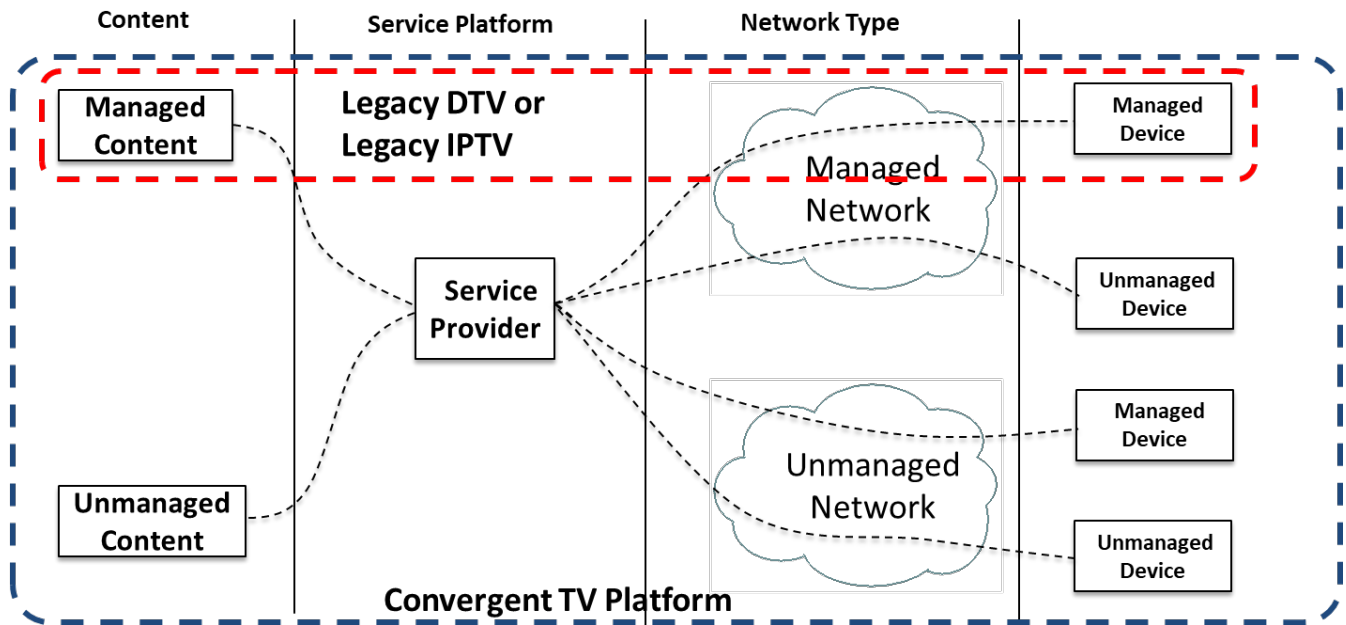 Content
Service Platform
Network Type
Managed
Content
Legacy DTV or
Legacy IPTV
Managed
Network
Managed
Device
Service
Provider
Unmanaged
Device
Unmanaged
Content
Unmanaged
Network
Managed
Device
Unmanaged
Device
Convergent TV Platform